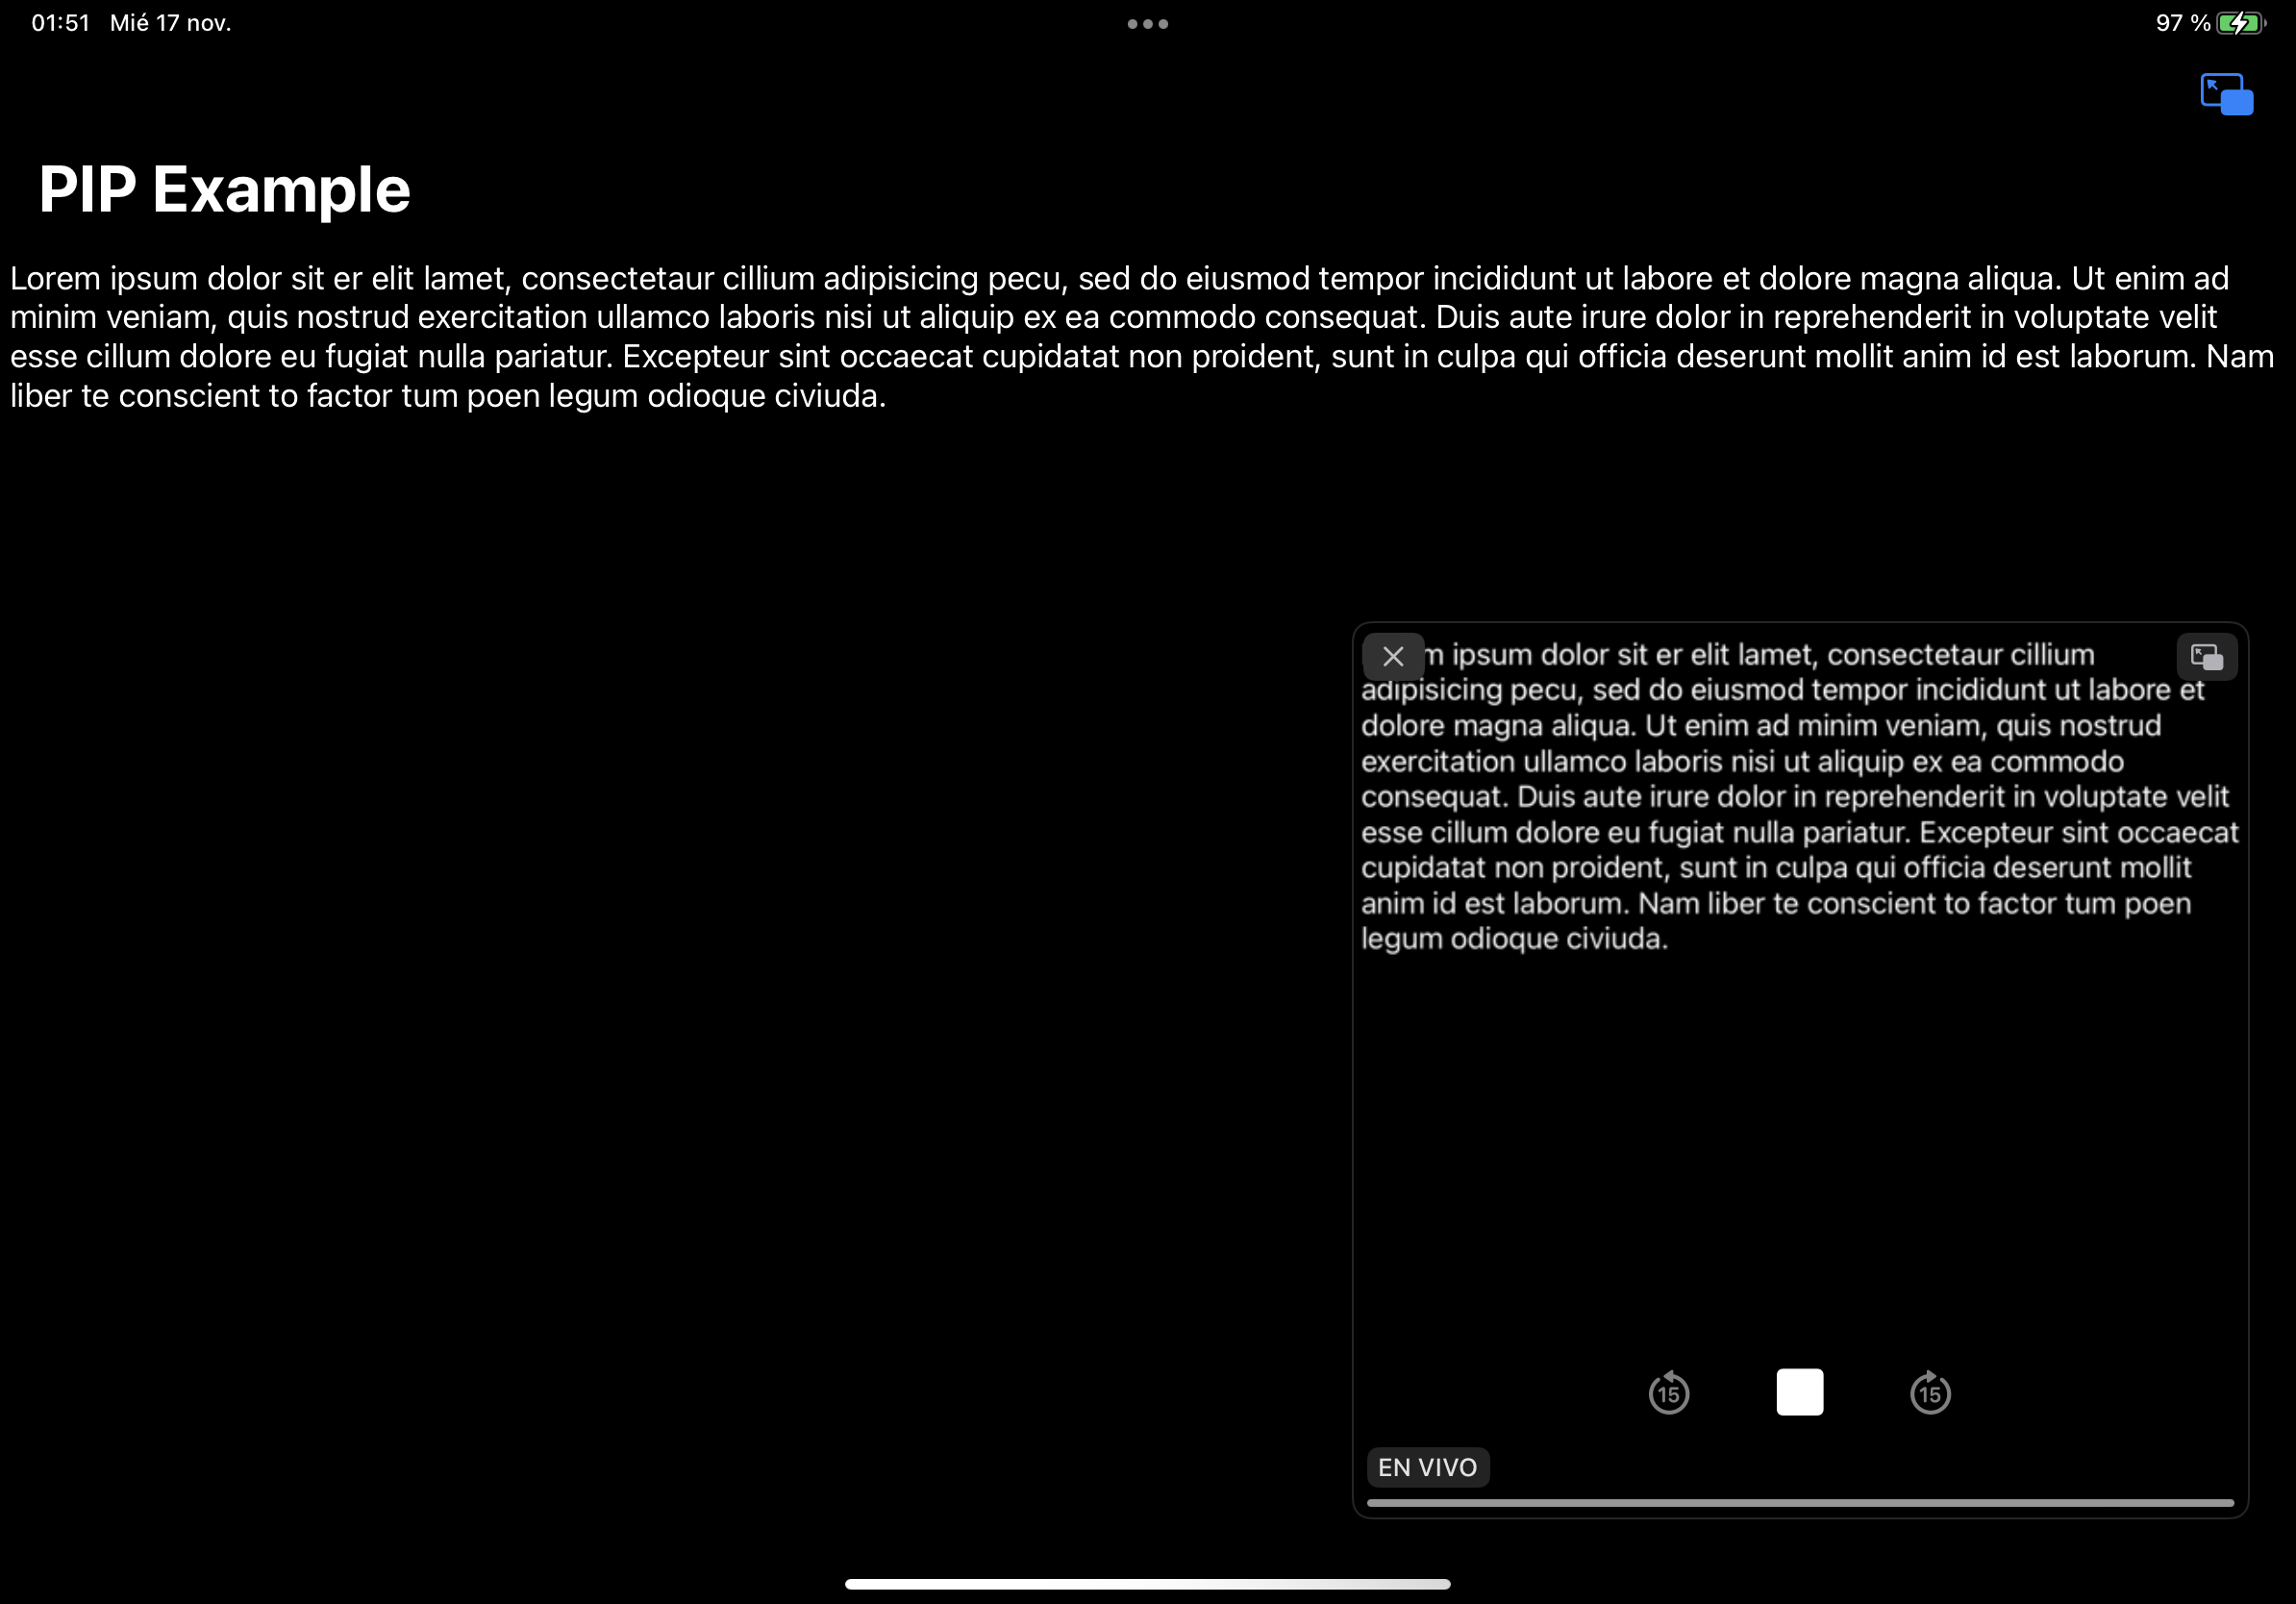 01:51 Mié 17 nov.
97 %
PIP Example
Lorem ipsum dolor sit er elit lamet, consectetaur cillium adipisicing pecu, sed do eiusmod tempor incididunt ut labore et dolore magna aliqua. Ut enim ad
minim veniam, quis nostrud exercitation ullamco laboris nisi ut aliquip ex ea commodo consequat. Duis aute irure dolor in reprehenderit in voluptate velit
esse cillum dolore eu fugiat nulla pariatur. Excepteur sint occaecat cupidatat non proident, sunt in culpa qui officia deserunt mollit anim id est laborum. Nam
liber te conscient to factor tum poen legum odioque civiuda.
ipsum dolor sit er elit lamet, consectetaur cillium
adipisicing pecu, sed do eiusmod tempor incididunt ut labore et
dolore magna aliqua. Ut enim ad minim veniam, quis nostrud
exercitation ullamco laboris nisi ut aliquip ex ea commodo
consequat. Duis aute irure dolor in reprehenderit in voluptate velit
esse cillum dolore eu fugiat nulla pariatur. Excepteur sint occaecat
cupidatat non proident, sunt in culpa qui officia deserunt mollit
anim id est laborum. Nam liber te conscient to factor tum poen
legum odioque civiuda.
15 15
EN VIVO